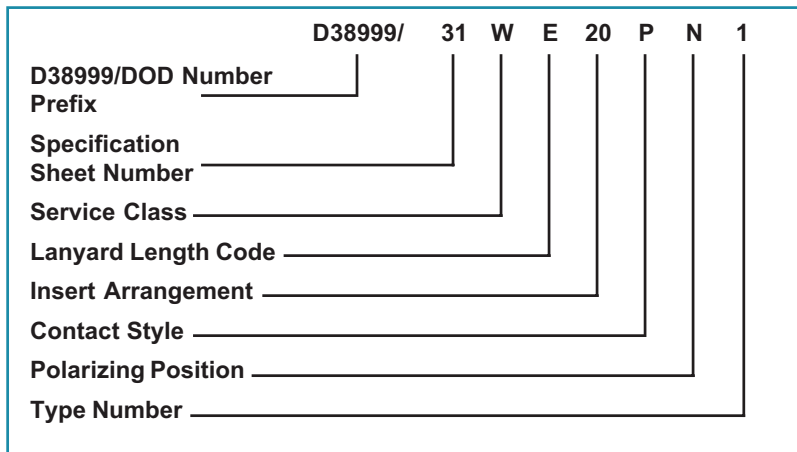 D38999/ 31 W E 20 P N 1
D38999/DOD Number
Prefix
Specification
Sheet Number
Service Class
Lanyard Length Code
Insert Arrangement
Contact Style
Polarizing Position
Type Number